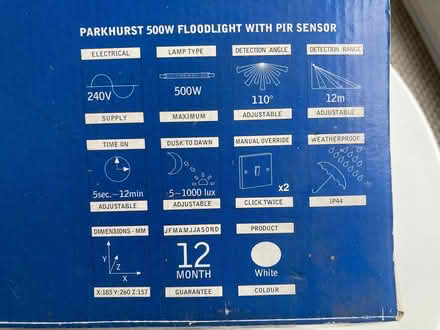 PARKHURST 500W FLOODLIGHT WITH PIR SENSOR
ELECTRICAL LAMP TYPE DETECTION ANGLE DETECTION RANGE
240V 500W 110° 12m
SUPPLY MAXIMUM ADJUSTABLE ADJUSTABLE
TIME ON DUSK TO DAWN MANUAL OVERRIDE WEATHERPROOF
5sec.~12min 5~1000 lux x2
ADJUSTABLE ADJUSTABLE CLICK TWICE IP44
DIMENSIONS - MM JFMAMJJASOND PRODUCT
Y Z X 12 MONTH White
X:185 Y:260 Z:157 GUARANTEE COLOUR